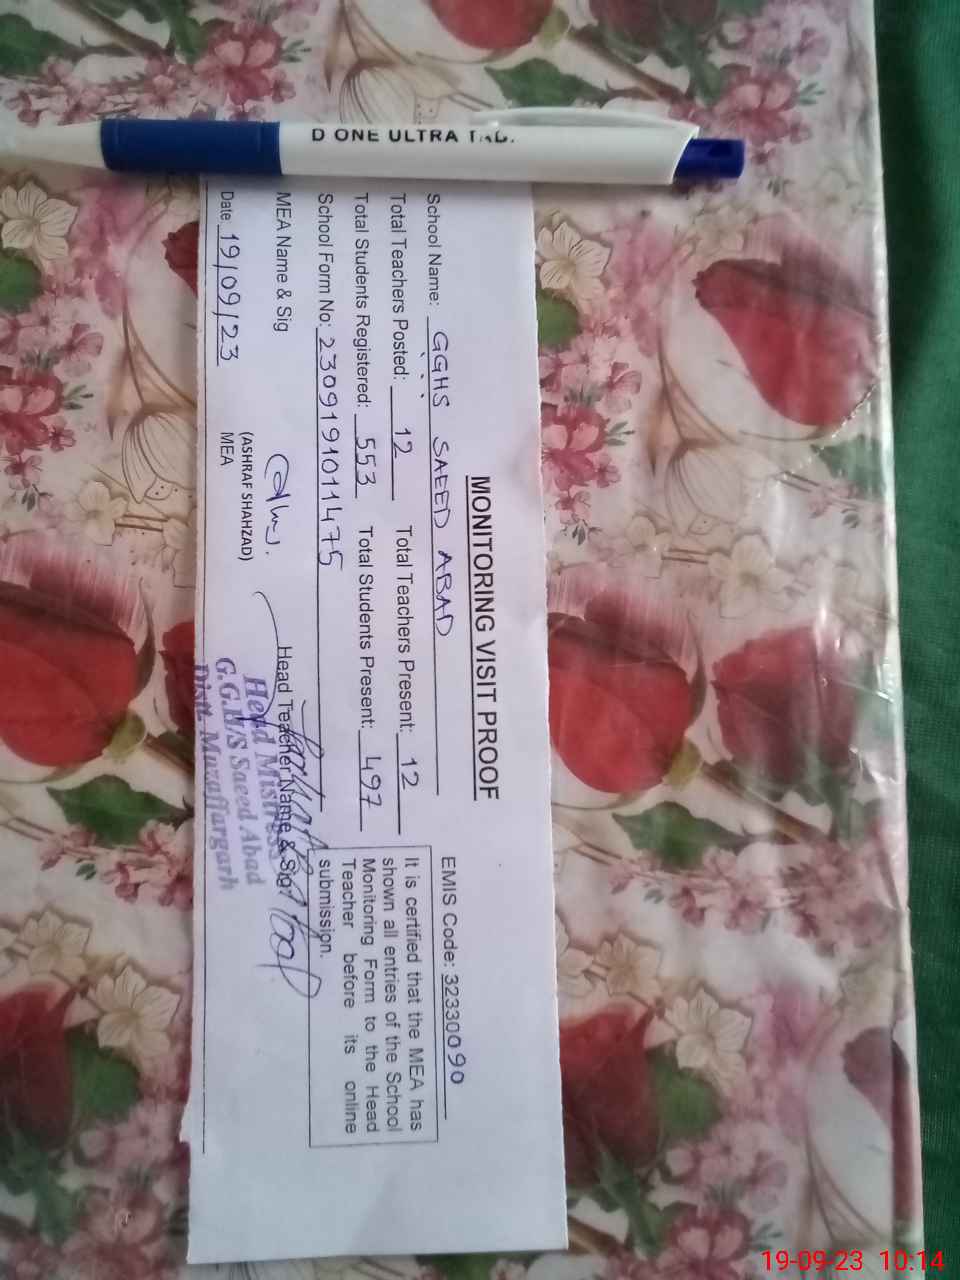 D ONE ULTRA TAB.
MONITORING VISIT PROOF
School Name: GGHS SAEED ABAD EMIS Code: 32330090
Total Teachers Posted: 12 Total Teachers Present: 12
Total Students Registered: 553 Total Students Present: 497
School Form No: 2309191011475
It is certified that the MEA has
shown all entries of the School
Monitoring Form to the Head
Teacher before its online
submission.
MEA Name & Sig Head Teacher Name & Sig
(ASHRAF SHAHZAD)
MEA
Date 19/09/23
Head Mistress
G.G.H/S Saeed Abad
Distt. Muzaffargarh
19-09-23 10:14